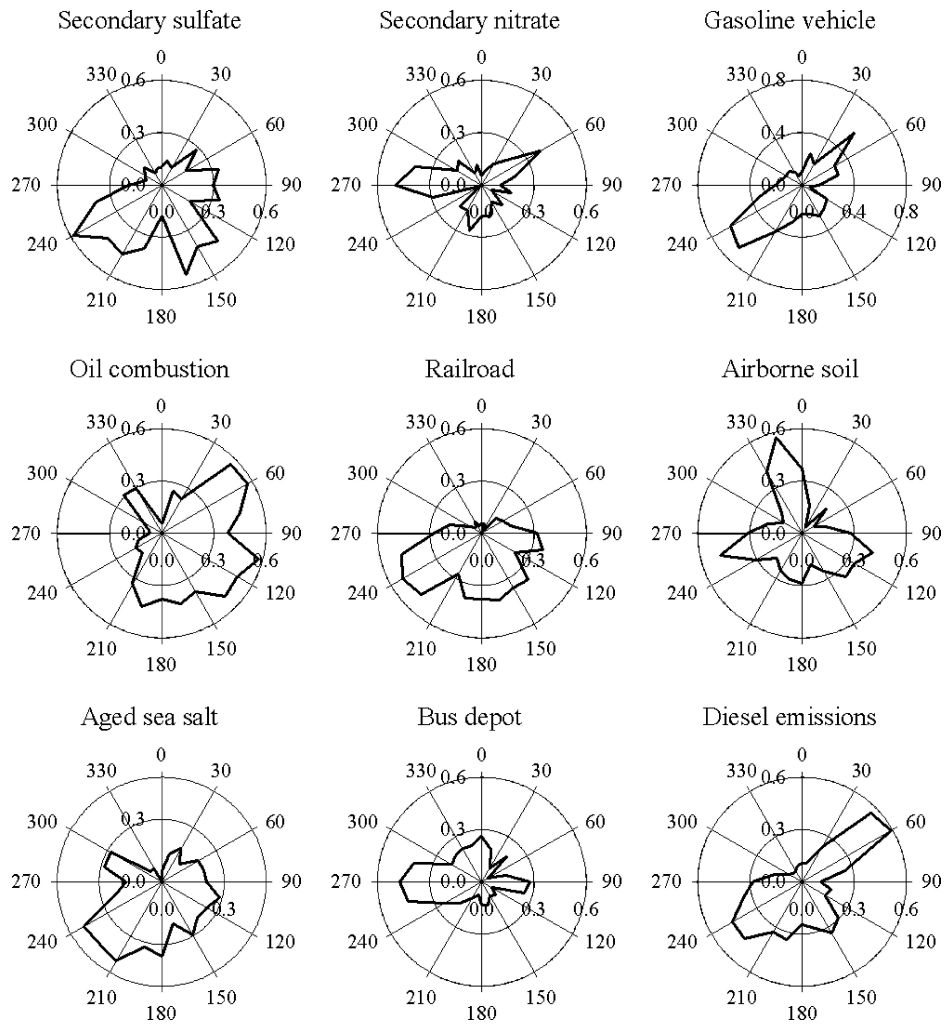 Secondary sulfate
0
330 0.6 30
300 0.3 60
270 0.0 90
0.0 0.3 0.6
240 120
210 150
180
Secondary nitrate
0
330 0.6 30
300 0.3 60
270 0.0 90
0.0 0.3 0.6
240 120
210 150
180
Gasoline vehicle
0
330 0.8 30
300 0.4 60
270 0.0 90
0.0 0.4 0.8
240 120
210 150
180
Oil combustion
0
330 0.6 30
300 0.3 60
270 0.0 90
0.0 0.3 0.6
240 120
210 150
180
Railroad
0
330 0.6 30
300 0.3 60
270 0.0 90
0.0 0.3 0.6
240 120
210 150
180
Airborne soil
0
330 0.6 30
300 0.3 60
270 0.0 90
0.0 0.3 0.6
240 120
210 150
180
Aged sea salt
0
330 30
300 0.3 60
270 0.0 90
0.0 0.3
240 120
210 150
180
Bus depot
0
330 0.6 30
300 0.3 60
270 0.0 90
0.0 0.3 0.6
240 120
210 150
180
Diesel emissions
0
330 0.6 30
300 0.3 60
270 0.0 90
0.0 0.3 0.6
240 120
210 150
180